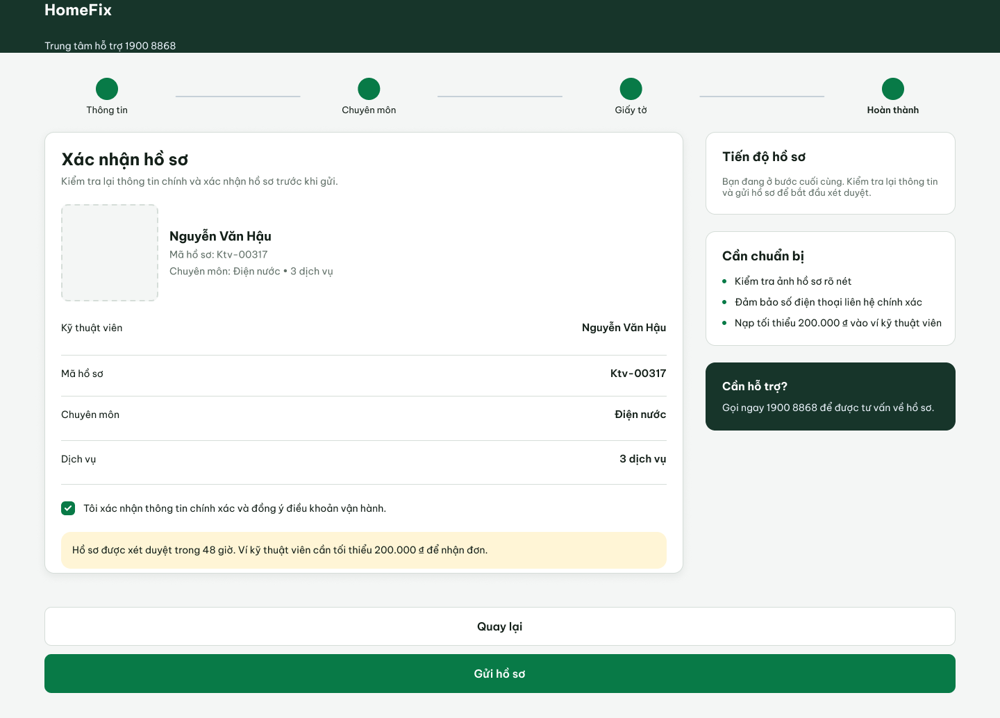 HomeFix
Trung tâm hỗ trợ 1900 8868
Thông tin
Chuyên môn
Giấy tờ
Hoàn thành
Xác nhận hồ sơ
Kiểm tra lại thông tin chính và xác nhận hồ sơ trước khi gửi.
Nguyễn Văn Hậu
Mã hồ sơ: Ktv-00317
Chuyên môn: Điện nước • 3 dịch vụ
Kỹ thuật viên
Nguyễn Văn Hậu
Mã hồ sơ
Ktv-00317
Chuyên môn
Điện nước
Dịch vụ
3 dịch vụ
Tôi xác nhận thông tin chính xác và đồng ý điều khoản vận hành.
Hồ sơ được xét duyệt trong 48 giờ. Ví kỹ thuật viên cần tối thiểu 200.000 ₫ để nhận đơn.
Tiến độ hồ sơ
Bạn đang ở bước cuối cùng. Kiểm tra lại thông tin
và gửi hồ sơ để bắt đầu xét duyệt.
Cần chuẩn bị
Kiểm tra ảnh hồ sơ rõ nét
Đảm bảo số điện thoại liên hệ chính xác
Nạp tối thiểu 200.000 ₫ vào ví kỹ thuật viên
Cần hỗ trợ?
Gọi ngay 1900 8868 để được tư vấn về hồ sơ.
Quay lại
Gửi hồ sơ